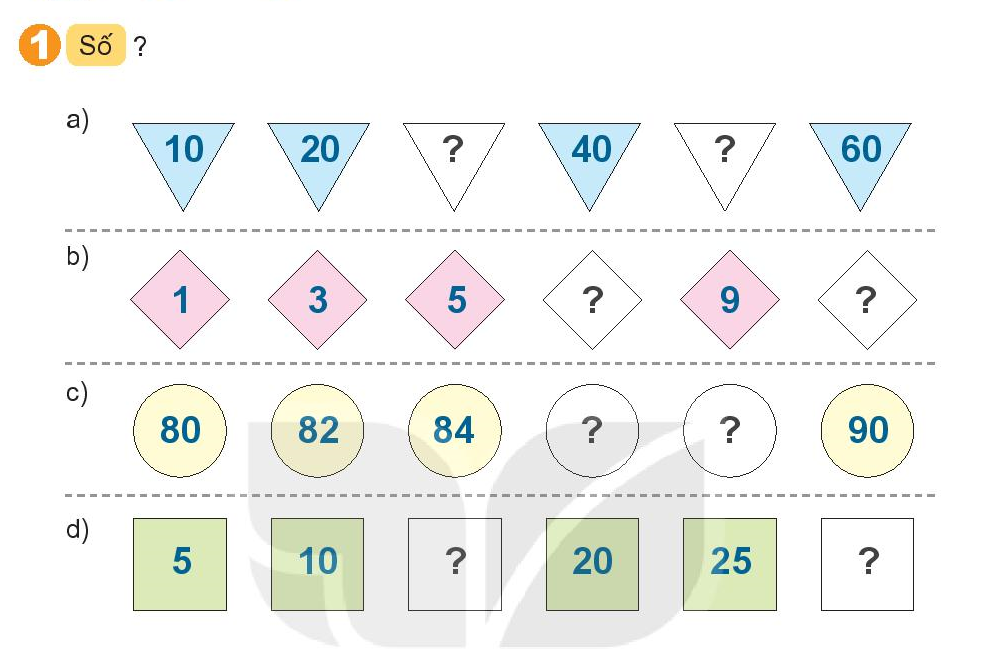 1 Số ?
a) 10 20 ? 40 ? 60
b) 1 3 5 ? 9 ?
c) 80 82 84 ? ? 90
d) 5 10 ? 20 25 ?